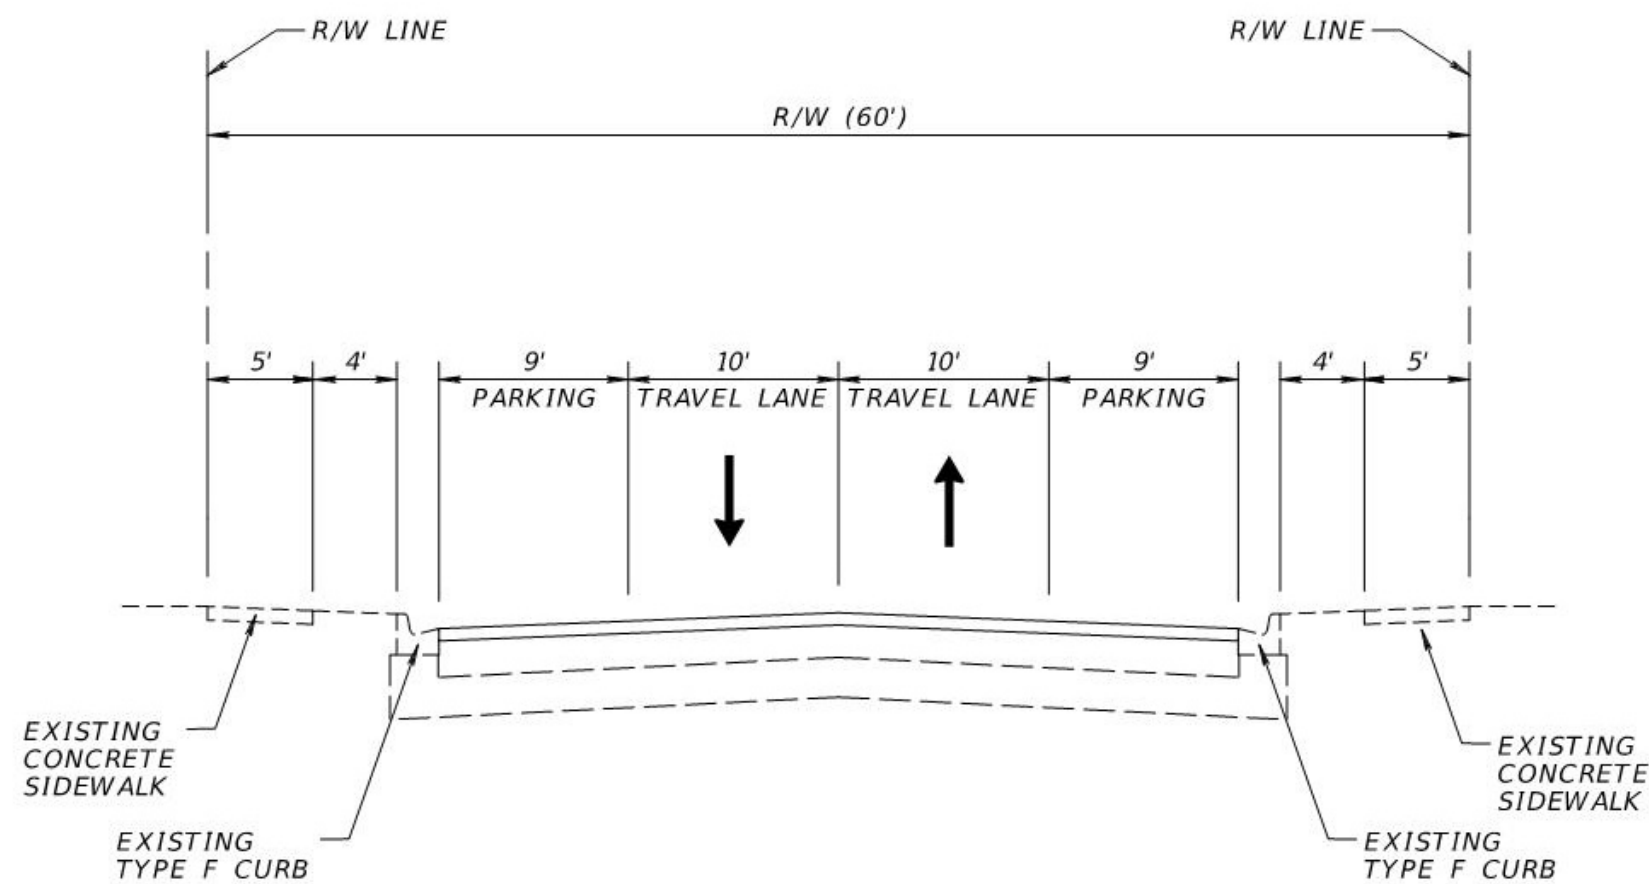 R/W LINE
R/W LINE
R/W (60')
5'
4'
9'
10'
10'
9'
4'
5'
PARKING
TRAVEL LANE
TRAVEL LANE
PARKING
EXISTING
CONCRETE
SIDEWALK
EXISTING
CONCRETE
SIDEWALK
EXISTING
TYPE F CURB
EXISTING
TYPE F CURB